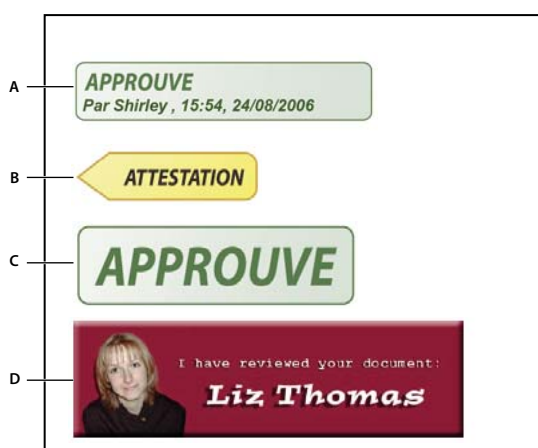 A
APPROUVE
Par Shirley , 15:54, 24/08/2006
B
ATTESTATION
C
APPROUVE
D
I have reviewed your document:
Liz Thomas